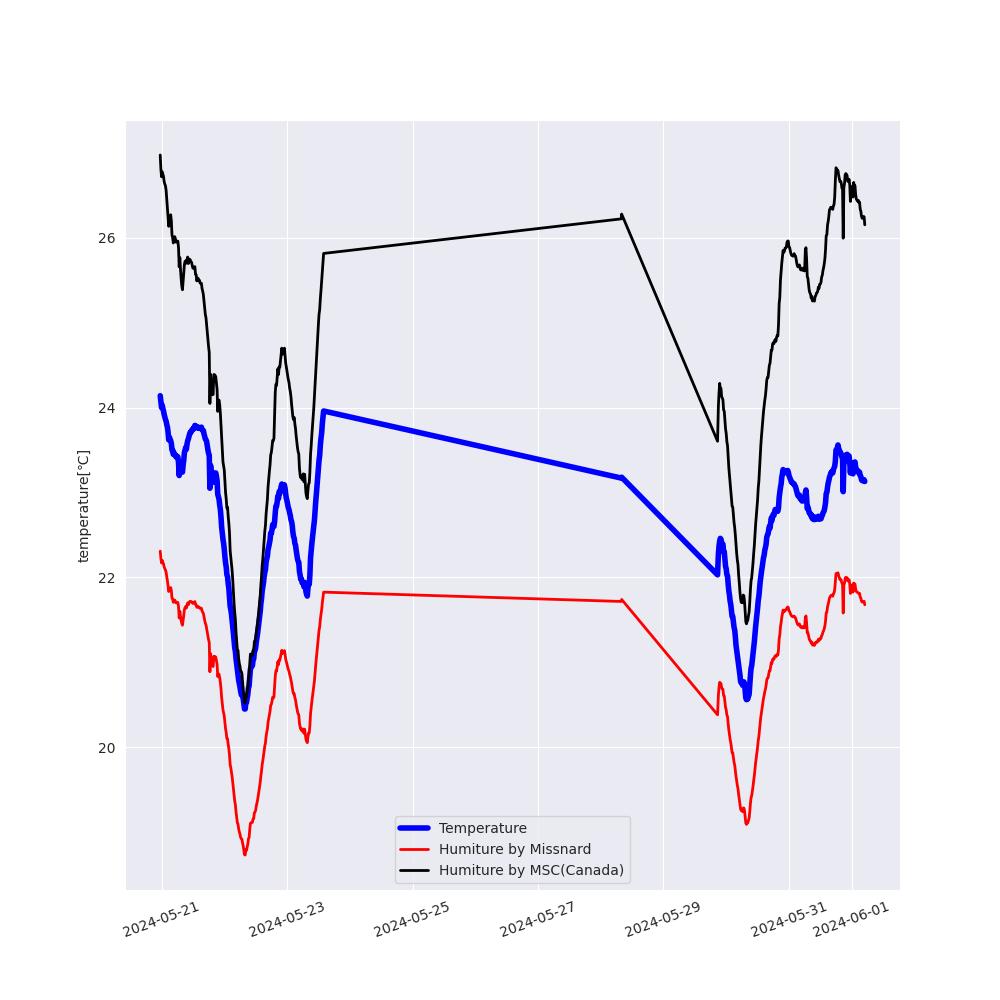 26
24
22
20
temperature[℃]
Temperature
Humiture by Missnard
Humiture by MSC(Canada)
2024-05-21
2024-05-23
2024-05-25
2024-05-27
2024-05-29
2024-05-31
2024-06-01